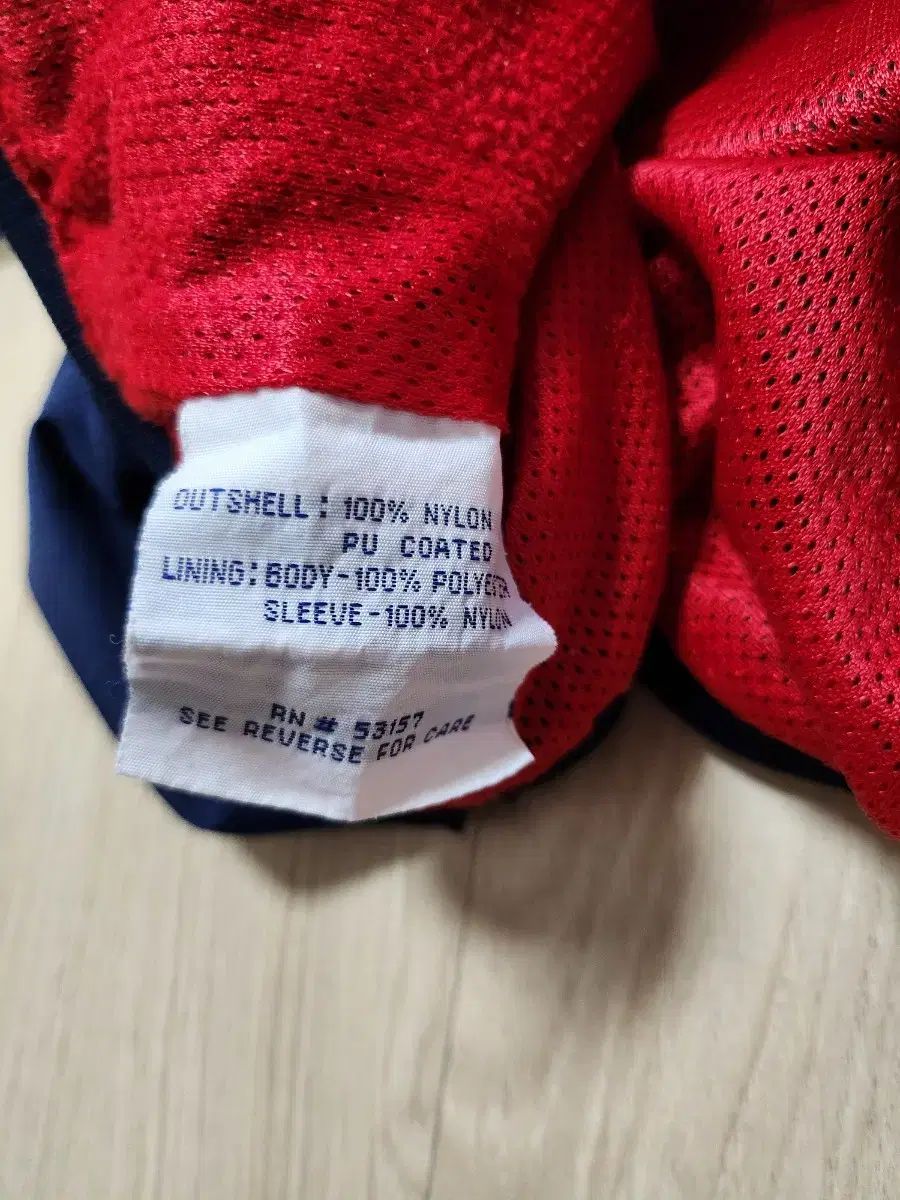 OUTSHELL: 100% NYLON
PU COATED
LINING: BODY-100% POLYESTER
SLEEVE-100% NYLON
RN # 53157
SEE REVERSE FOR CARE